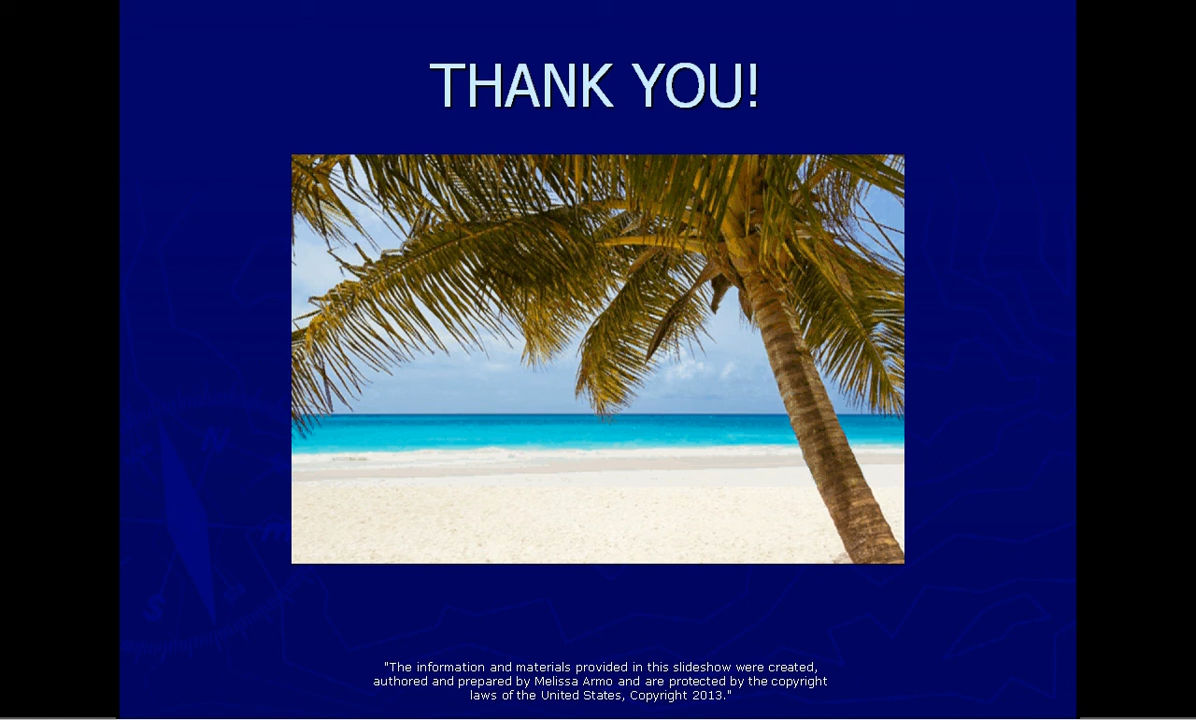 THANK YOU!
N
S
"The information and materials provided in this slideshow were created,
authored and prepared by Melissa Armo and are protected by the copyright
laws of the United States, Copyright 2013."